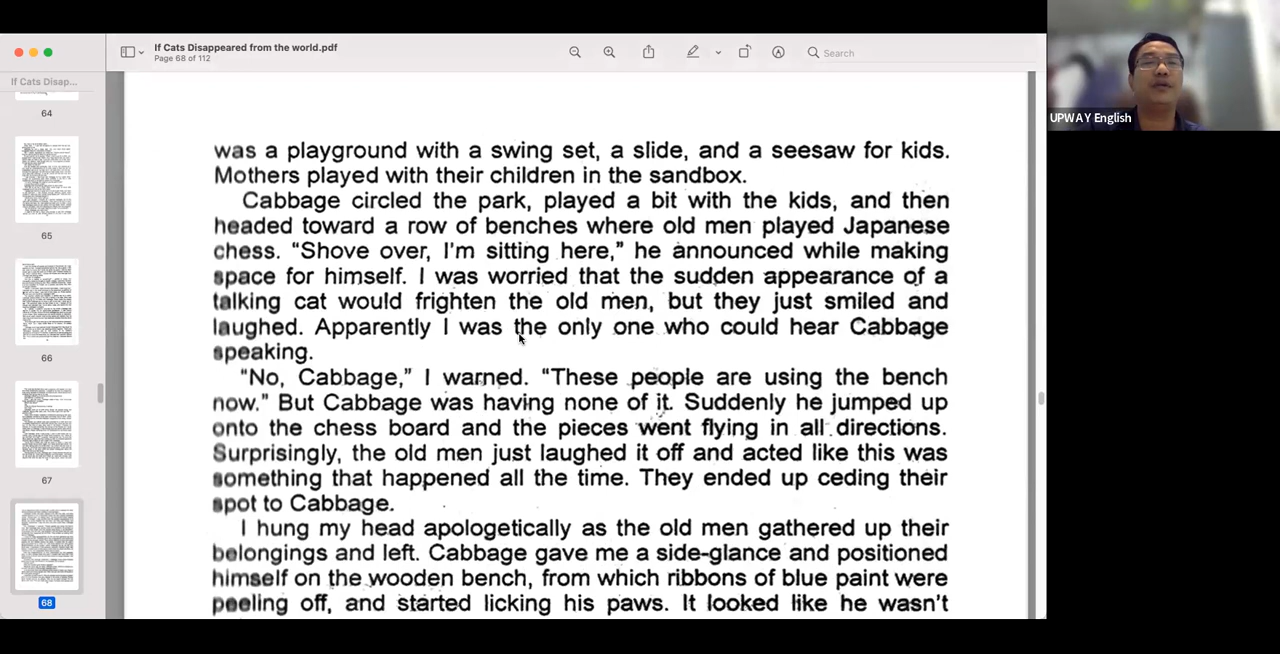 If Cats Disappeared from the world.pdf
Page 68 of 112
Search
If Cats Disap...
64
65
66
67
68
was a playground with a swing set, a slide, and a seesaw for kids.
Mothers played with their children in the sandbox.
Cabbage circled the park, played a bit with the kids, and then
headed toward a row of benches where old men played Japanese
chess. “Shove over, I’m sitting here,” he announced while making
space for himself. I was worried that the sudden appearance of a
talking cat would frighten the old men, but they just smiled and
laughed. Apparently I was the only one who could hear Cabbage
speaking.
“No, Cabbage,” I warned. “These people are using the bench
now.” But Cabbage was having none of it. Suddenly he jumped up
onto the chess board and the pieces went flying in all directions.
Surprisingly, the old men just laughed it off and acted like this was
something that happened all the time. They ended up ceding their
spot to Cabbage.
I hung my head apologetically as the old men gathered up their
belongings and left. Cabbage gave me a side-glance and positioned
himself on the wooden bench, from which ribbons of blue paint were
peeling off, and started licking his paws. It looked like he wasn’t
UPWAY English